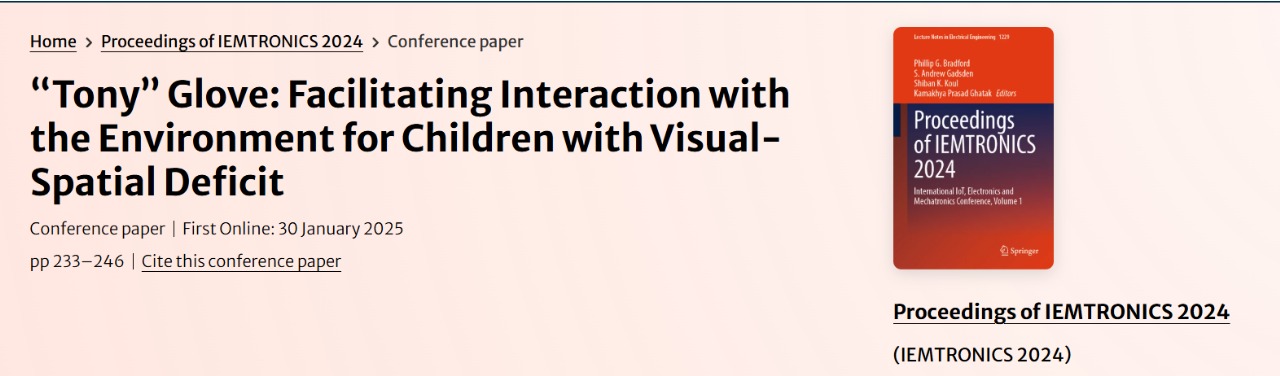 Home > Proceedings of IEMTRONICS 2024 > Conference paper
“Tony” Glove: Facilitating Interaction with
the Environment for Children with Visual-
Spatial Deficit
Conference paper | First Online: 30 January 2025
pp 233–246 | Cite this conference paper
Lecture Notes in Electrical Engineering 1229
Phillip G. Bradford
S. Andrew Gadsden
Shiban K. Koul
Kamakhya Prasad Ghatak Editors
Proceedings
of IEMTRONICS
2024
International IoT, Electronics and
Mechatronics Conference, Volume 1
Springer
Proceedings of IEMTRONICS 2024
(IEMTRONICS 2024)